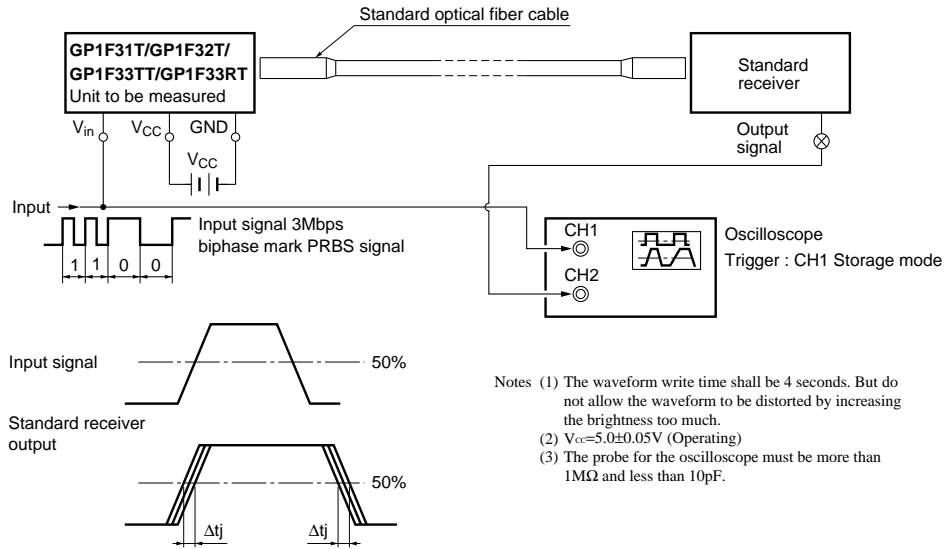 Standard optical fiber cable
GP1F31T/GP1F32T/
GP1F33TT/GP1F33RT
Unit to be measured
Standard
receiver
Vin
VCC
GND
Output
signal
VCC
Input
Input signal 3Mbps
biphase mark PRBS signal
1 1 0 0
CH1
CH2
Oscilloscope
Trigger : CH1 Storage mode
Input signal
50%
Standard receiver
output
50%
Δtj
Δtj
Notes (1) The waveform write time shall be 4 seconds. But do
not allow the waveform to be distorted by increasing
the brightness too much.
(2) Vcc=5.0±0.05V (Operating)
(3) The probe for the oscilloscope must be more than
1MΩ and less than 10pF.